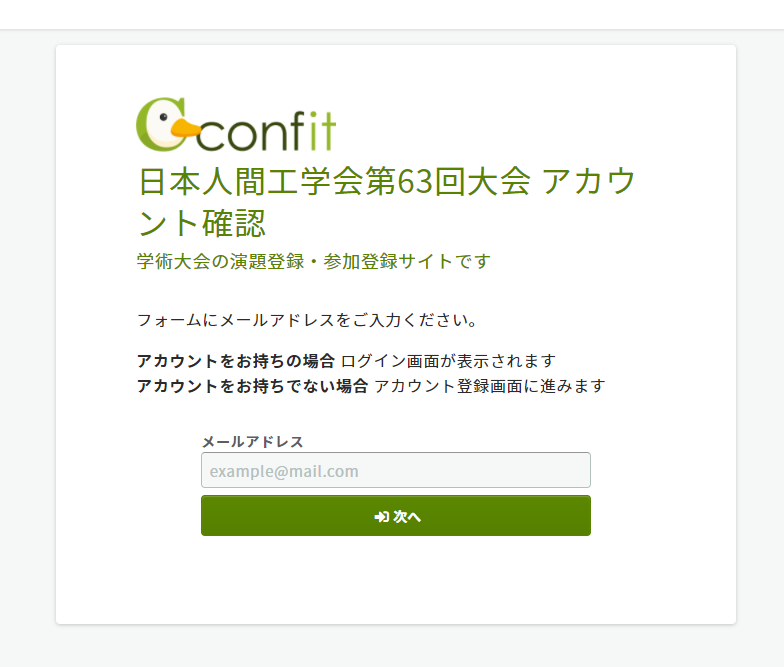 confit
日本人間工学会第63回大会 アカウ
ント確認
学術大会の演題登録・参加登録サイトです
フォームにメールアドレスをご入力ください。
アカウントをお持ちの場合 ログイン画面が表示されます
アカウントをお持ちでない場合 アカウント登録画面に進みます
メールアドレス
example@mail.com
次へ